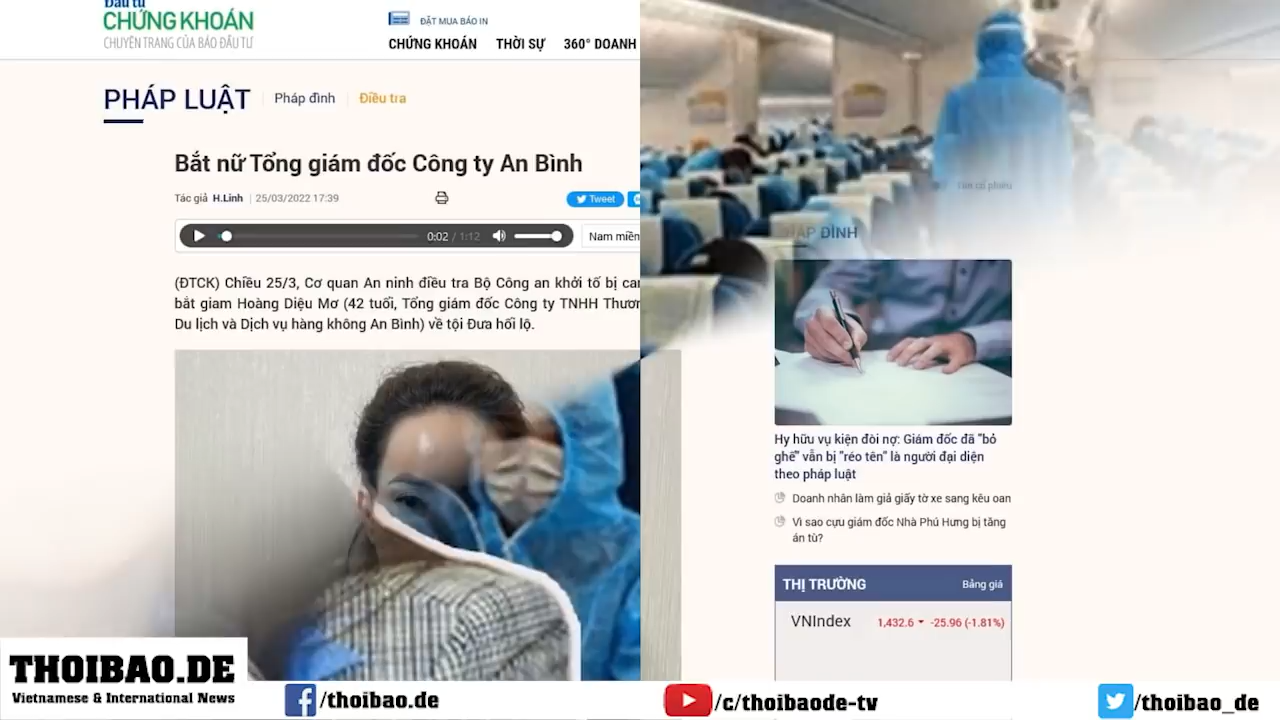 Đầu tư
CHỨNG KHOÁN
CHUYÊN TRANG CỦA BÁO ĐẦU TƯ
ĐẶT MUA BÁO IN
CHỨNG KHOÁN THỜI SỰ 360° DOANH
PHÁP LUẬT Pháp đình Điều tra
Bắt nữ Tổng giám đốc Công ty An Bình
Tác giả H.Linh | 25/03/2022 17:39
Tweet
0:02 / 1:12
Nam miền
(ĐTCK) Chiều 25/3, Cơ quan An ninh điều tra Bộ Công an khởi tố bị can
bắt giam Hoàng Diệu Mơ (42 tuổi, Tổng giám đốc Công ty TNHH Thươn
Du lịch và Dịch vụ hàng không An Bình) về tội Đưa hối lộ.
Tên cổ phiếu
PHÁP ĐÌNH
Hy hữu vụ kiện đòi nợ: Giám đốc đã "bỏ
ghế" vẫn bị "réo tên" là người đại diện
theo pháp luật
Doanh nhân làm giả giấy tờ xe sang kêu oan
Vì sao cựu giám đốc Nhà Phú Hưng bị tăng
án tù?
THỊ TRƯỜNG Bảng giá
VNIndex 1,432.6 -25.96 (-1.81%)
THOIBAO.DE
Vietnamese & International News
/thoibao.de
/c/thoibaode-tv
/thoibao_de